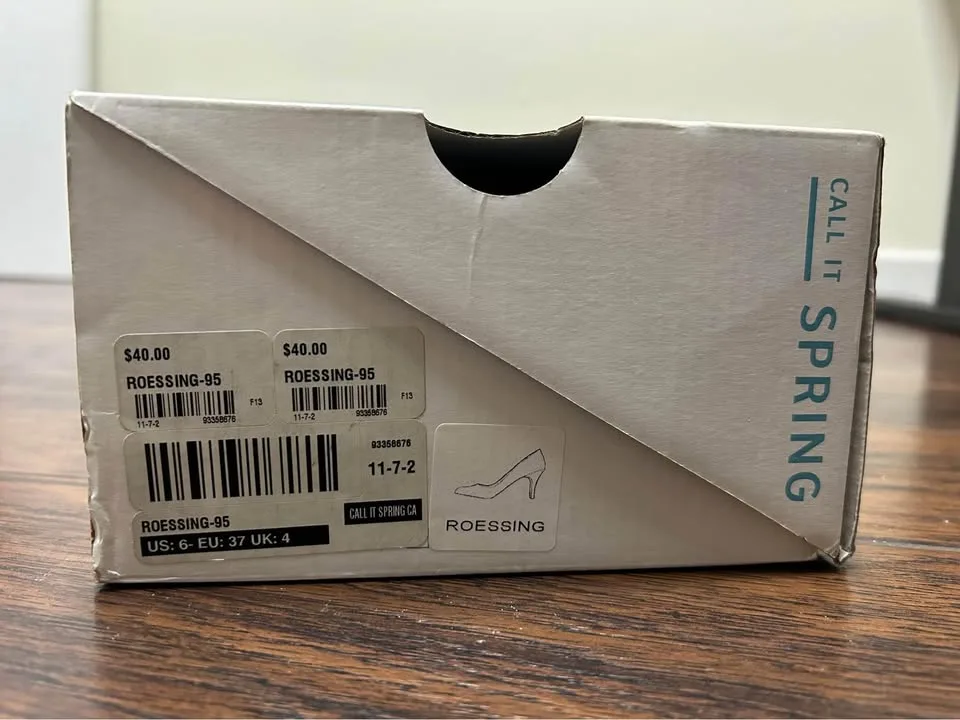 $40.00
ROESSING-95
F13
11-7-2 93358676
$40.00
ROESSING-95
F13
11-7-2 93358676
93358676
11-7-2
CALL IT SPRING CA
ROESSING-95
US: 6- EU: 37 UK: 4
ROESSING
CALL IT
SPRING